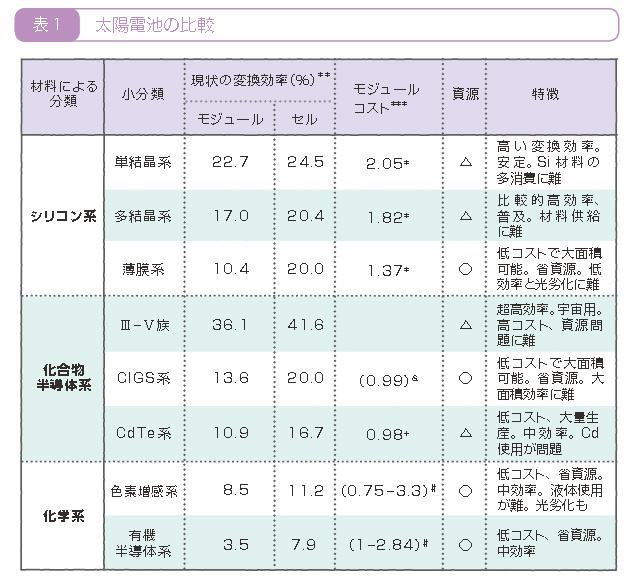 表1 太陽電池の比較
材料による
分類
小分類
現状の変換効率(%)**
モジュール
セル
モジュール
コスト***
資源
特徴
シリコン系
単結晶系 22.7 24.5 2.05* △
高い変換効率。
安定。Si材料の
多消費に難
多結晶系 17.0 20.4 1.82* △
比較的高効率、
普及。材料供給
に難
薄膜系 10.4 20.0 1.37* ○
低コストで大面積
可能。省資源。低
効率と光劣化に難
化合物
半導体系
Ⅲ−Ⅴ族 36.1 41.6 △
超高効率。宇宙用。
高コスト、資源問
題に難
CIGS系 13.6 20.0 (0.99)& ○
低コストで大面積
可能。省資源。大
面積効率に難
CdTe系 10.9 16.7 0.98+ △
低コスト、大量生
産。中効率。Cd
使用が問題
化学系
色素増感系 8.5 11.2 (0.75−3.3)# ○
低コスト、省資源。
中効率。液体使用
が難。光劣化も
有機
半導体系 3.5 7.9 (1−2.84)# ○
低コスト、省資源。
中効率